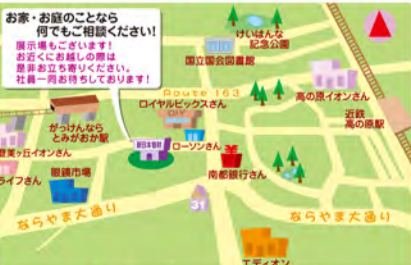 お家・お庭のことなら
何でもご相談ください!
展示場もございます!
お近くにお越しの際は
是非お立ち寄りください。
社員一同お待ちしております!
けいはんな
記念公園
国立国会図書館
Route 163
ロイヤルビックスさん
DIY
高の原イオンさん
近鉄
高の原駅
がっけんなら
とみがおか駅
登美ヶ丘イオンさん
ローソンさん
ライフさん
眼鏡市場
南都銀行さん
31
ならやま大通り
ならやま大通り
エディオン